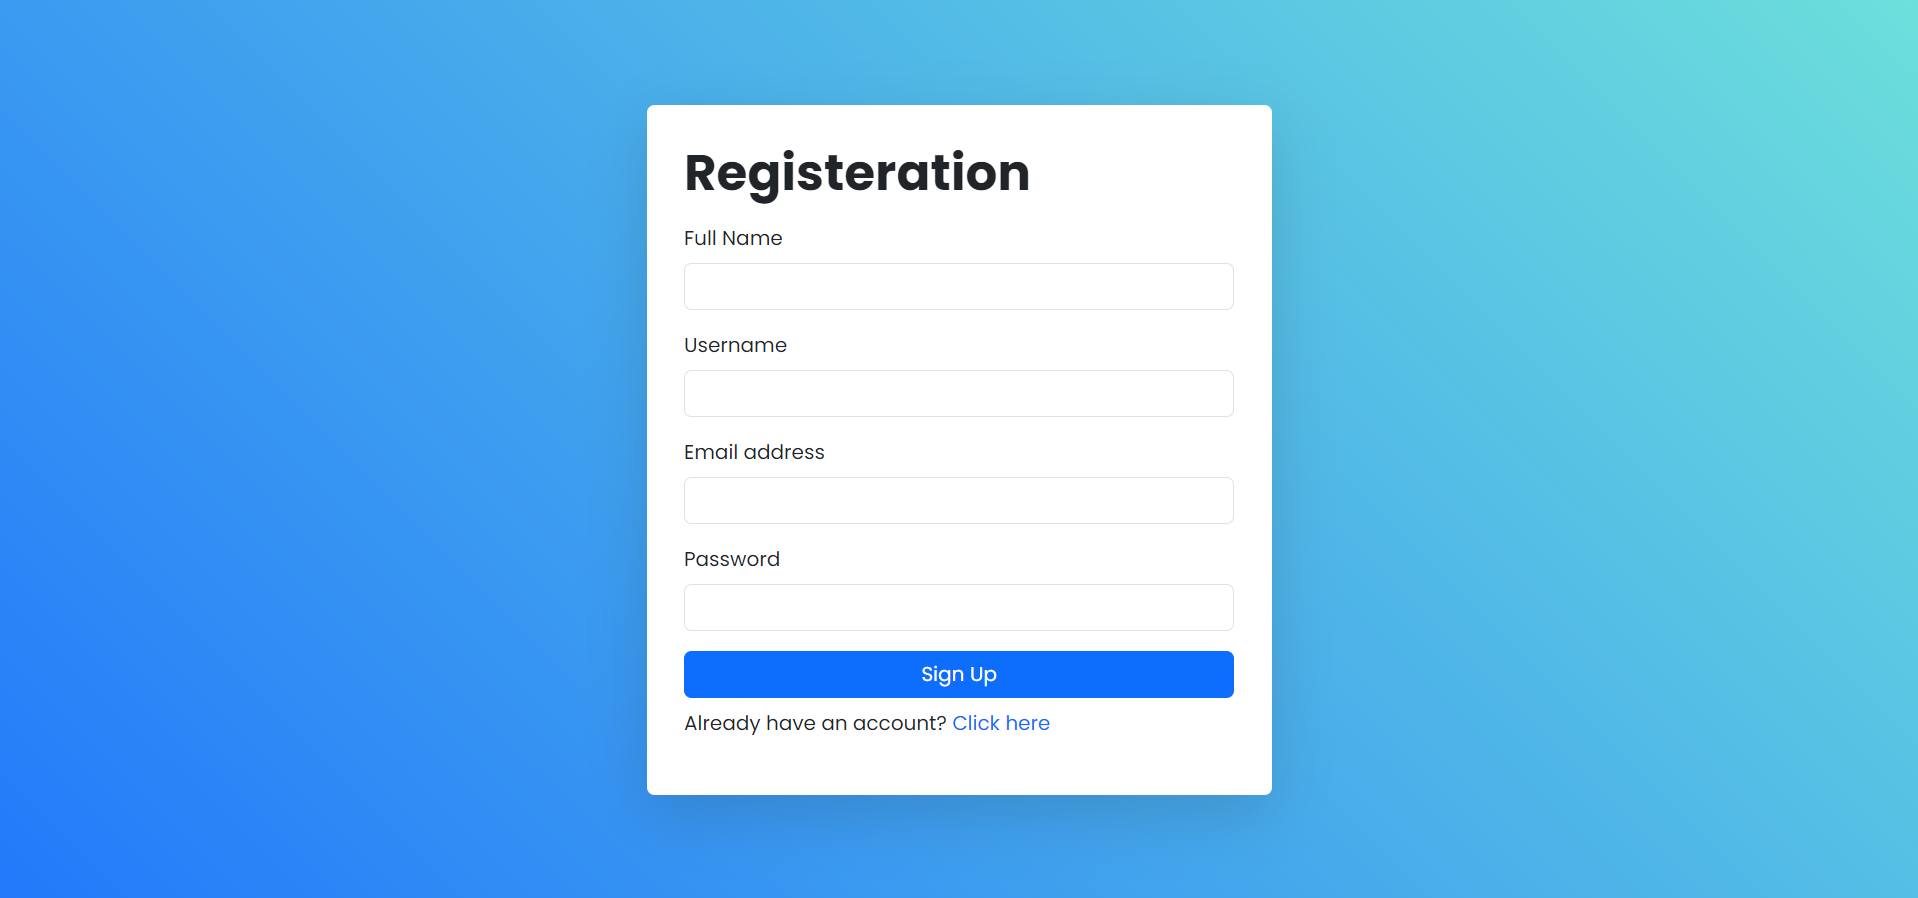 Registeration
Full Name
Username
Email address
Password
Sign Up
Already have an account? Click here